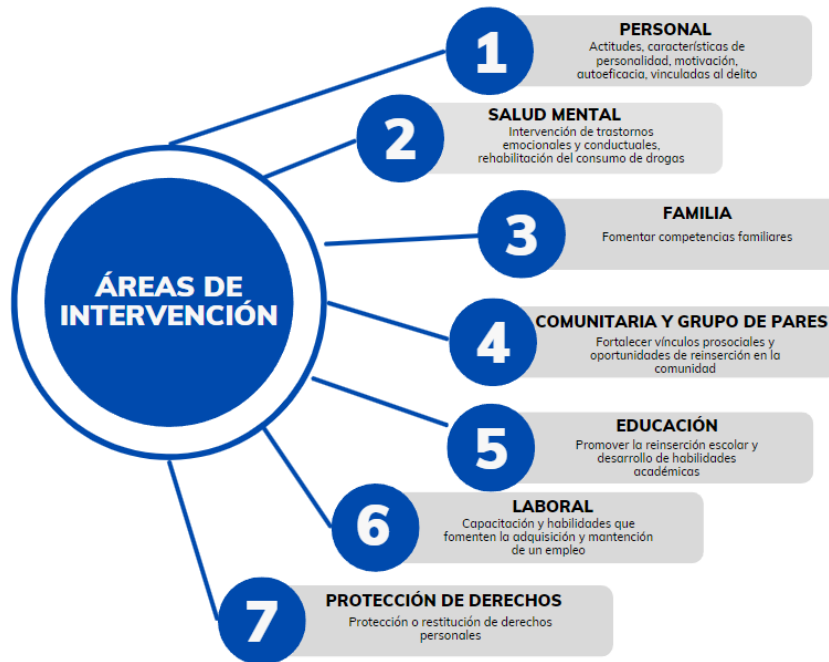 1
PERSONAL
Actitudes, características de
personalidad, motivación,
autoeficacia, vinculadas al delito
2
SALUD MENTAL
Intervención de trastornos
emocionales y conductuales,
rehabilitación del consumo de drogas
3
FAMILIA
Fomentar competencias familiares
ÁREAS DE
INTERVENCIÓN
4
COMUNITARIA Y GRUPO DE PARES
Fortalecer vínculos prosociales y
oportunidades de reinserción en la
comunidad
5
EDUCACIÓN
Promover la reinserción escolar y
desarrollo de habilidades
académicas
6
LABORAL
Capacitación y habilidades que
fomenten la adquisición y mantención
de un empleo
7
PROTECCIÓN DE DERECHOS
Protección o restitución de derechos
personales